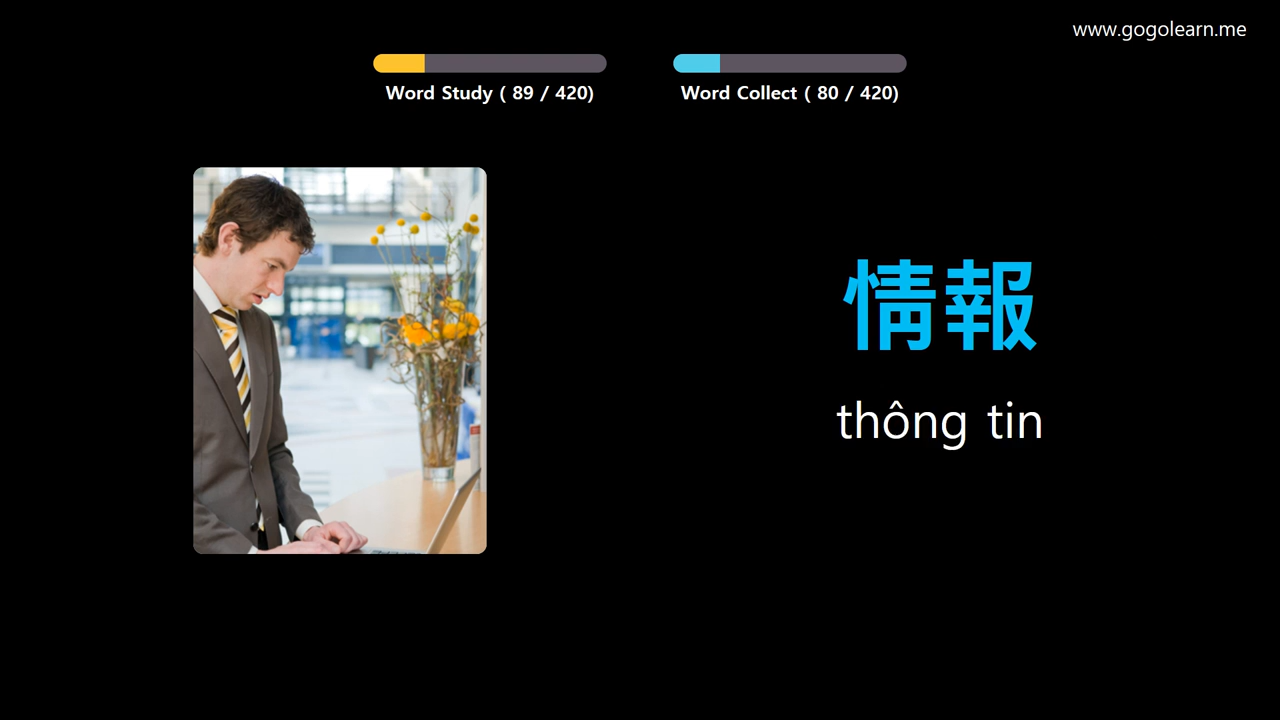 www.gogolearn.me
Word Study ( 89 / 420)
Word Collect ( 80 / 420)
情報
thông tin